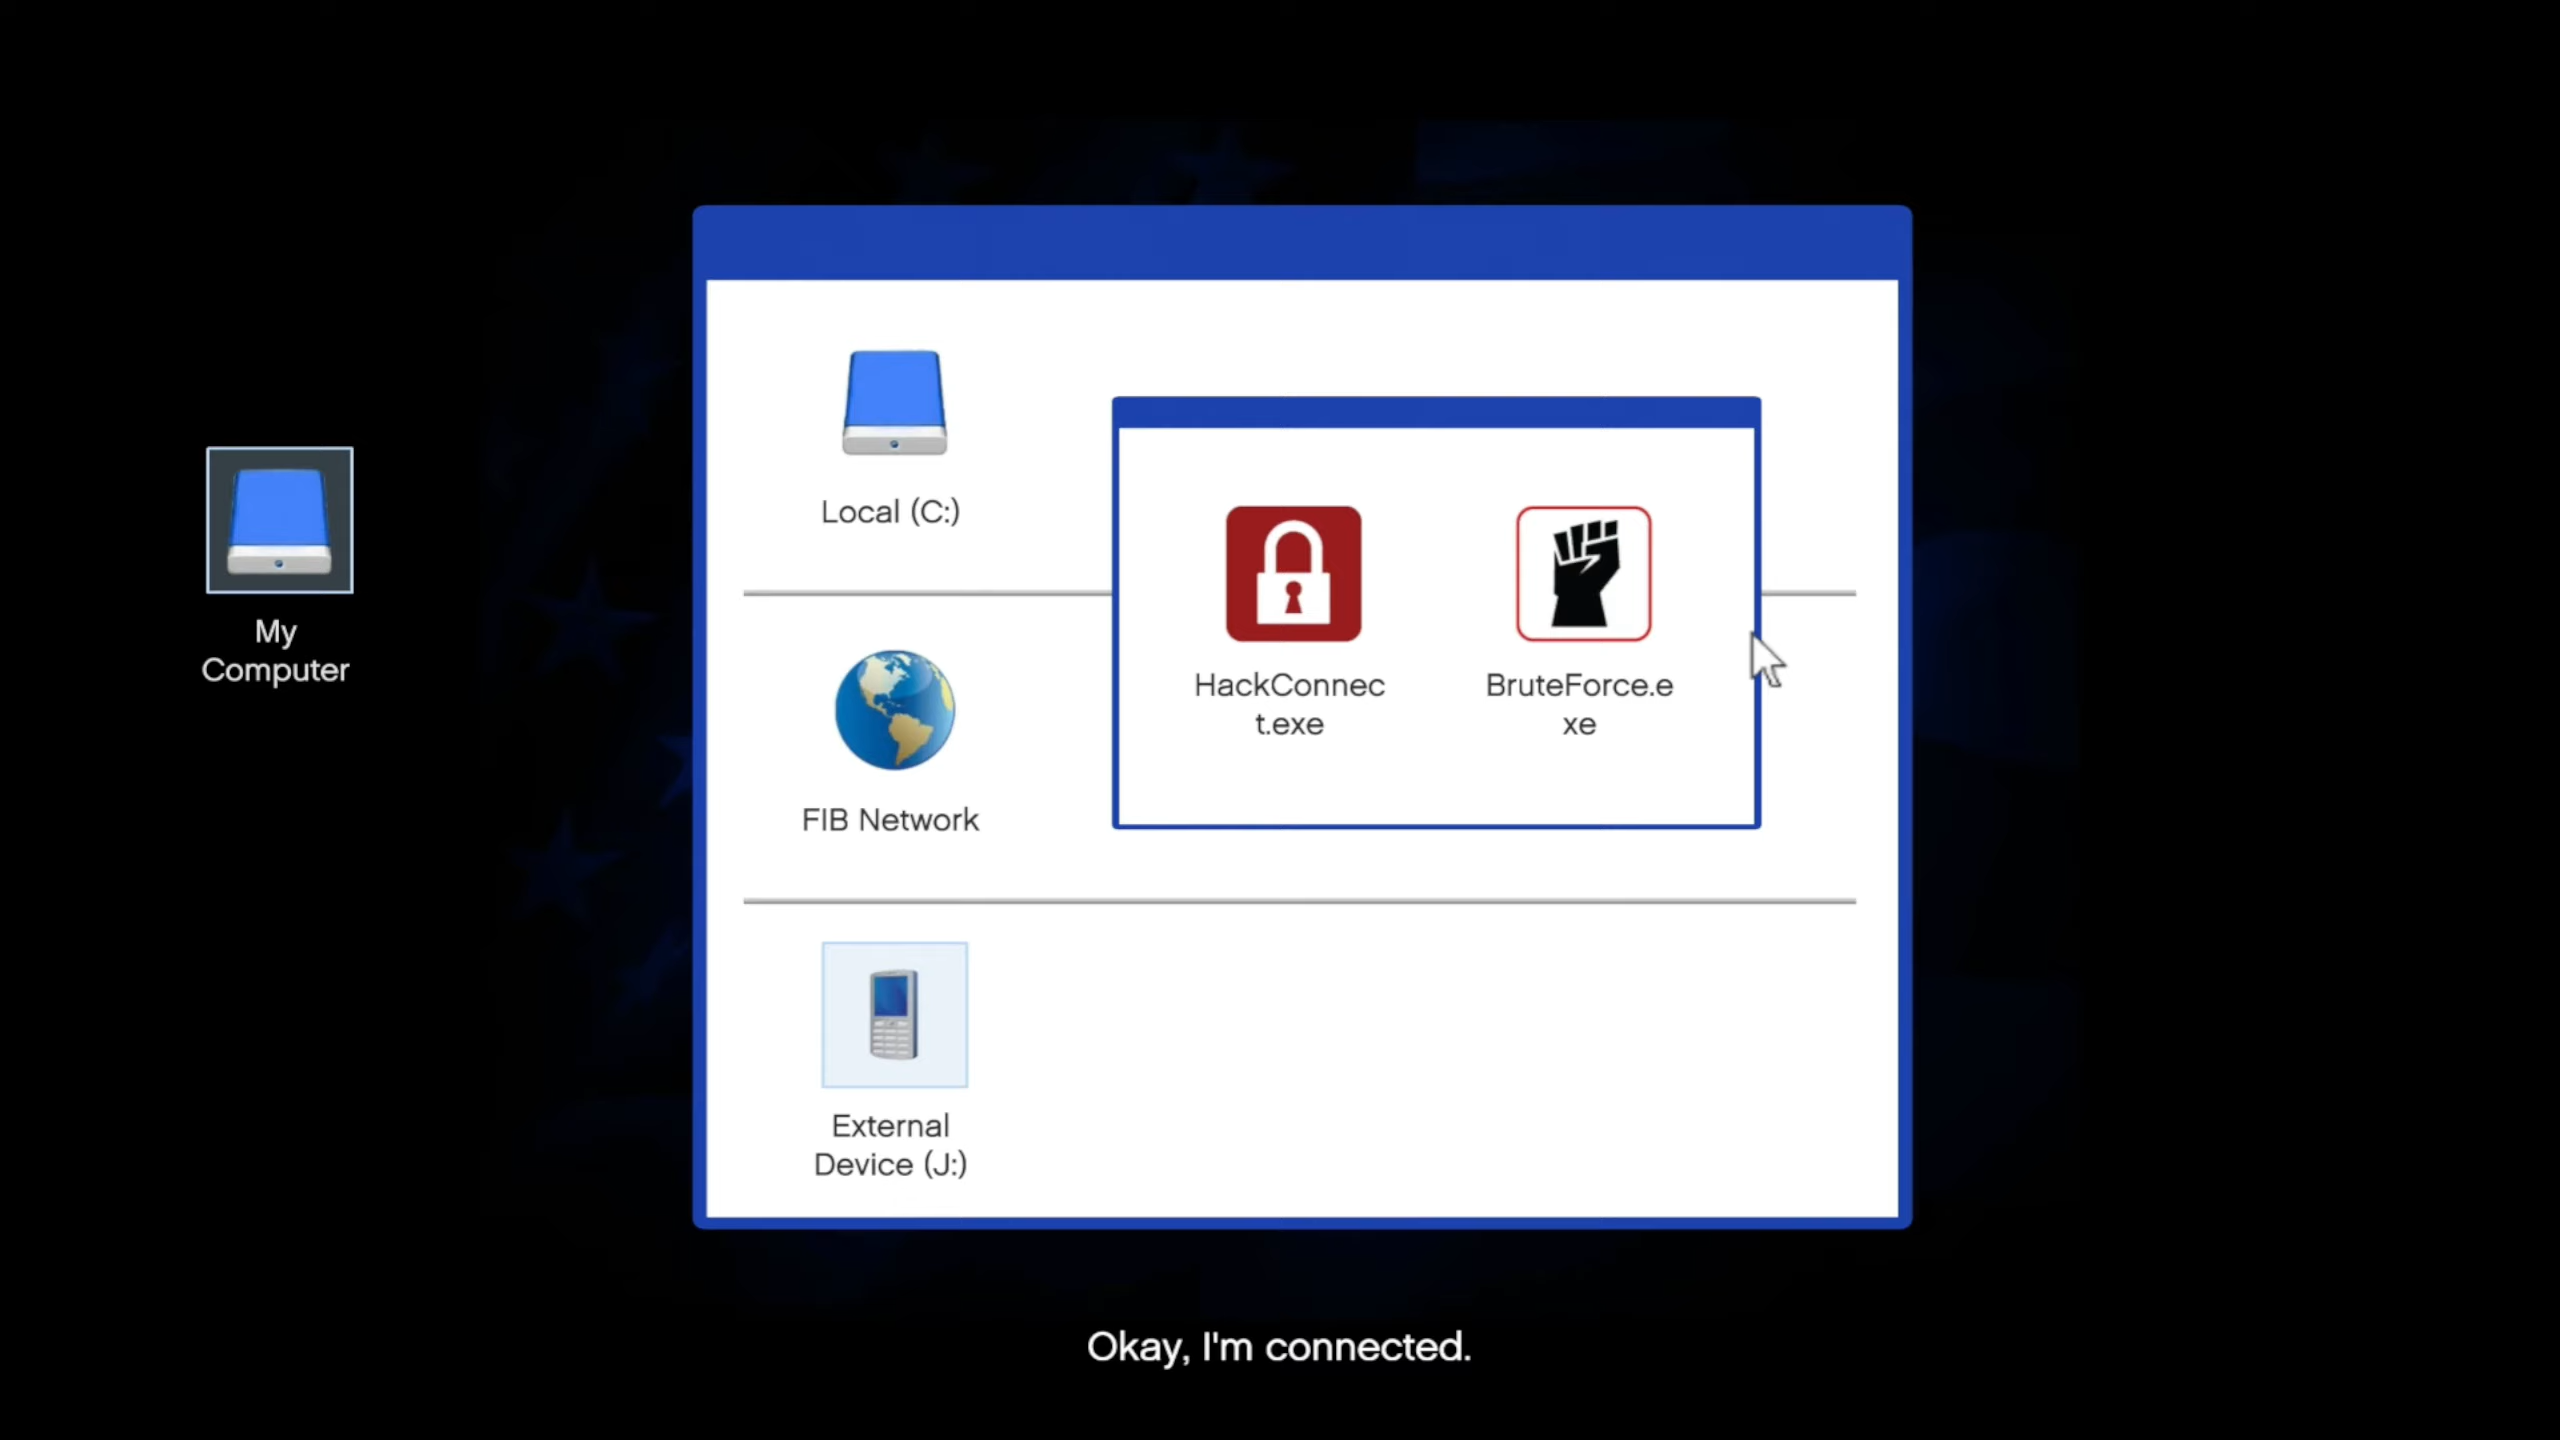 My
Computer
Local (C:)
HackConnec
t.exe
BruteForce.e
xe
FIB Network
External
Device (J:)
Okay, I'm connected.